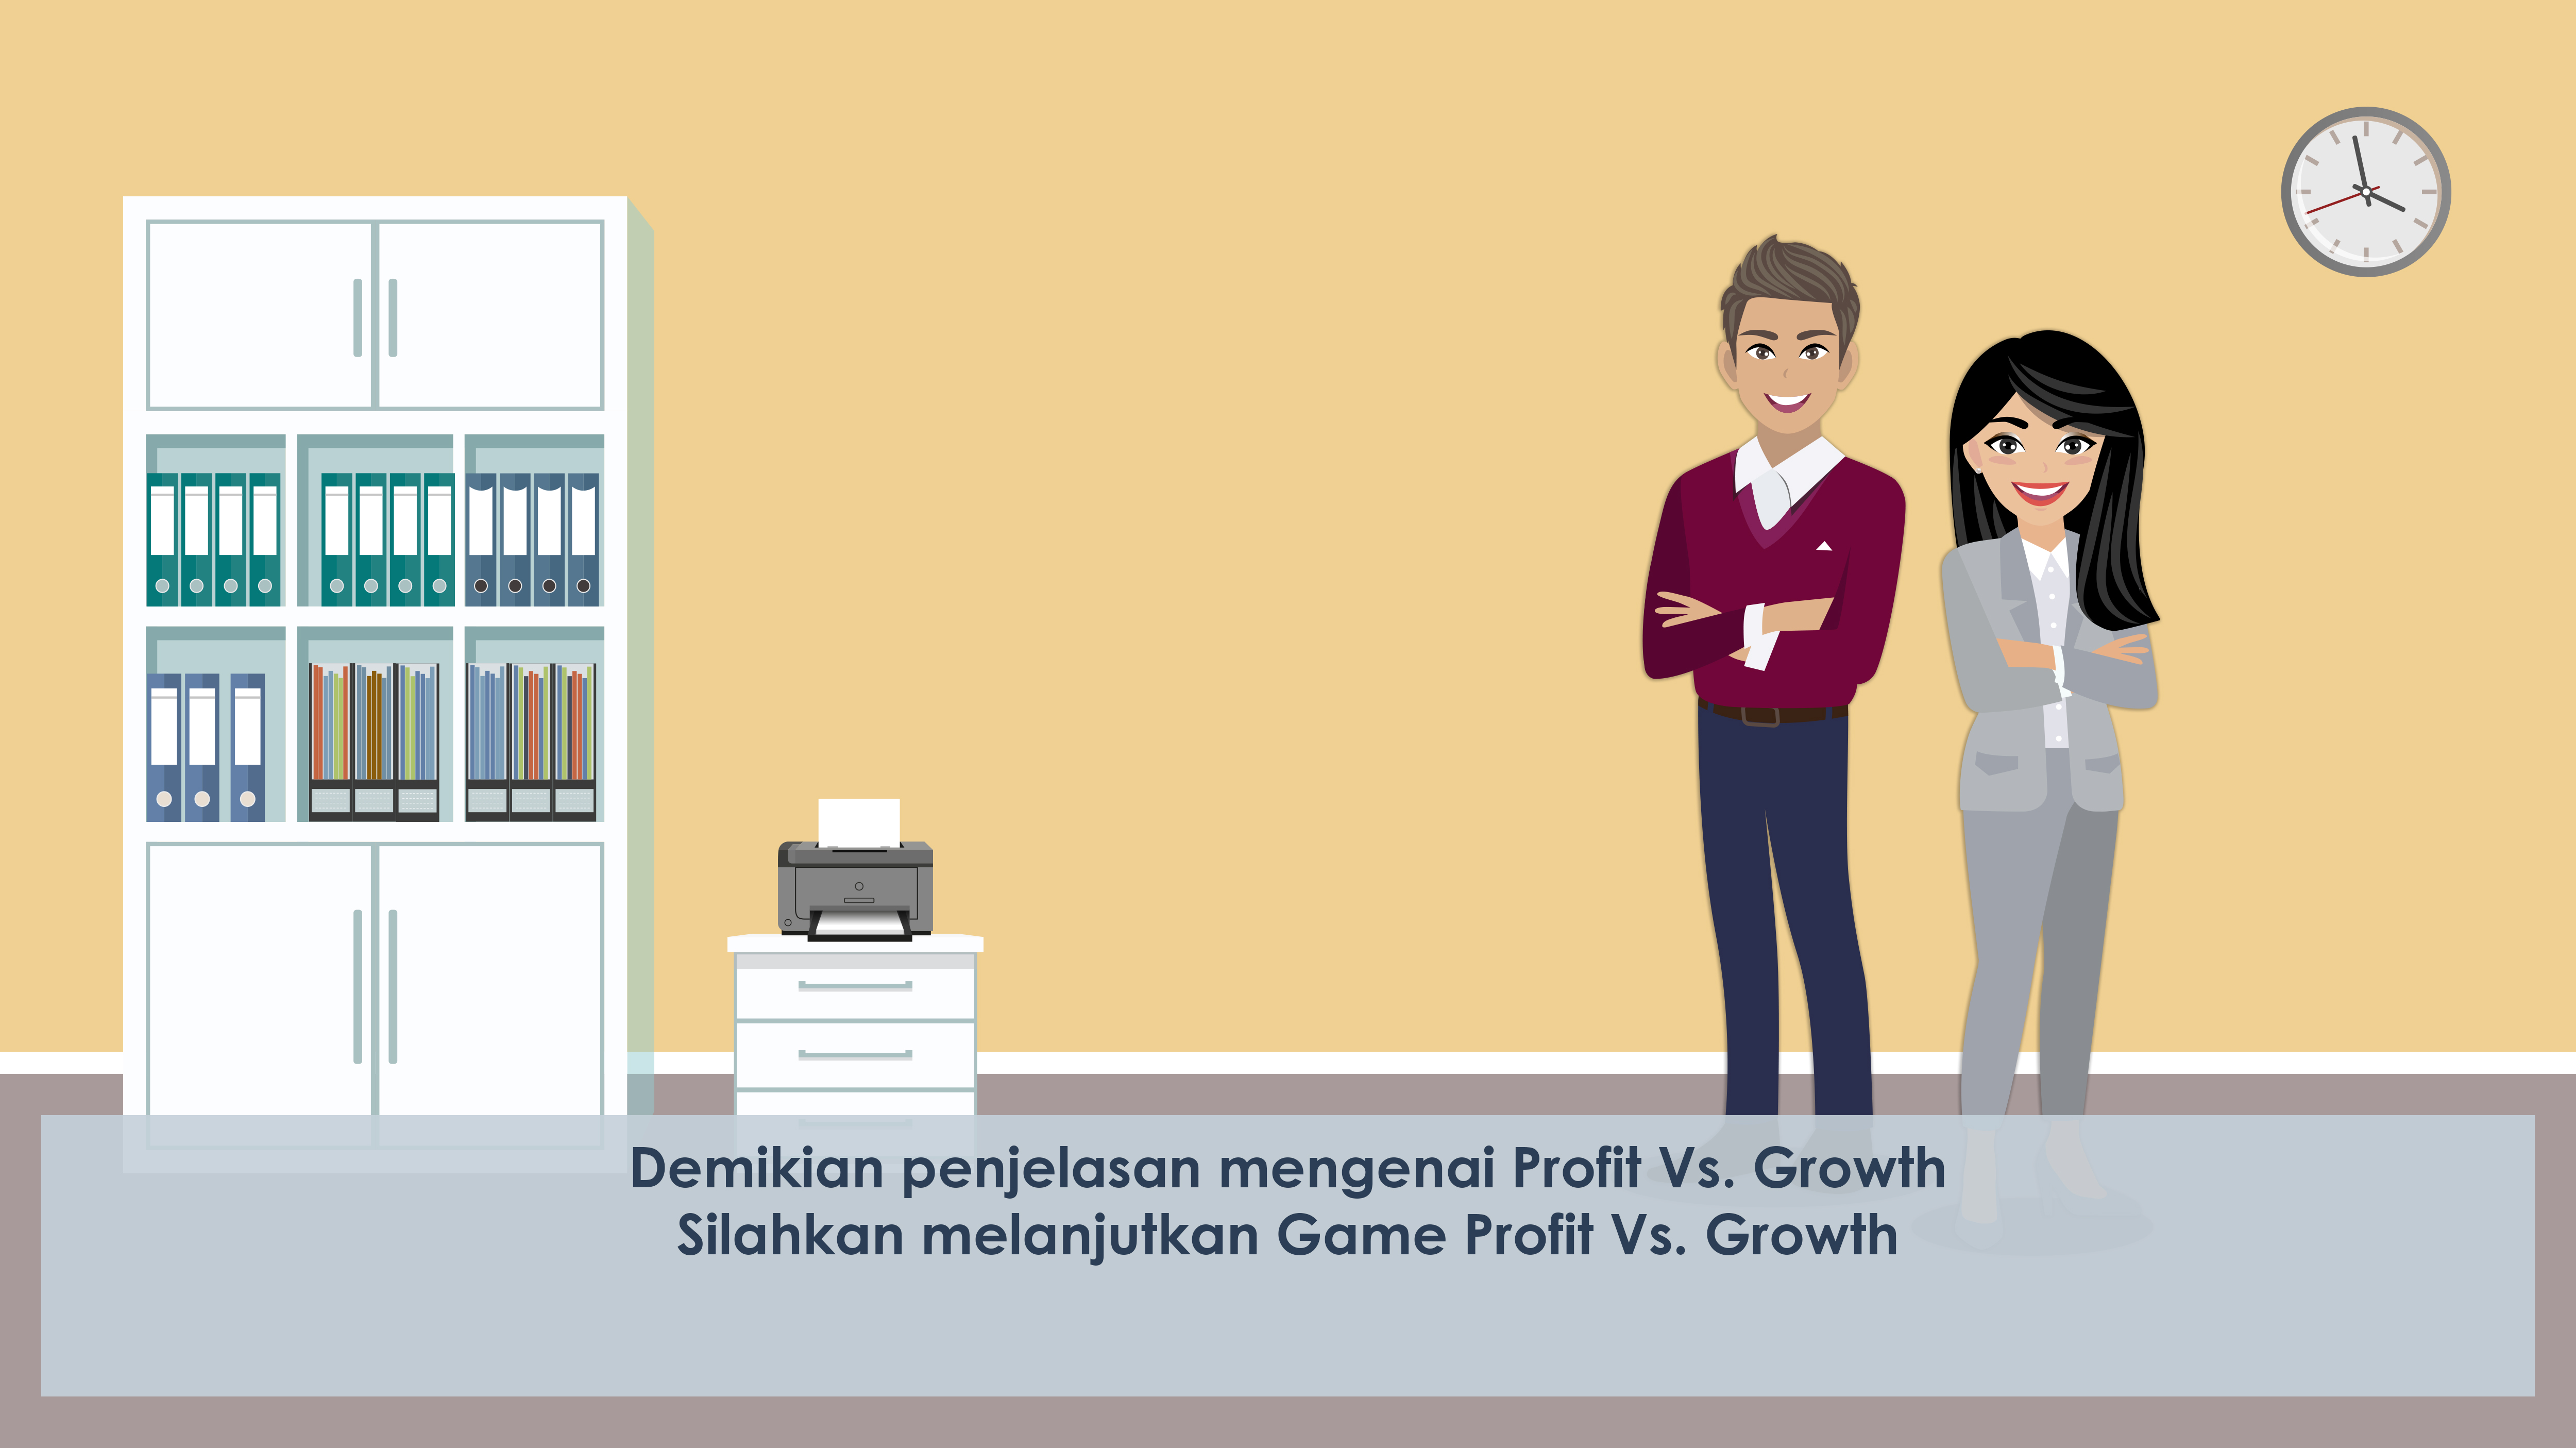 Demikian penjelasan mengenai Profit Vs. Growth
Silahkan melanjutkan Game Profit Vs. Growth